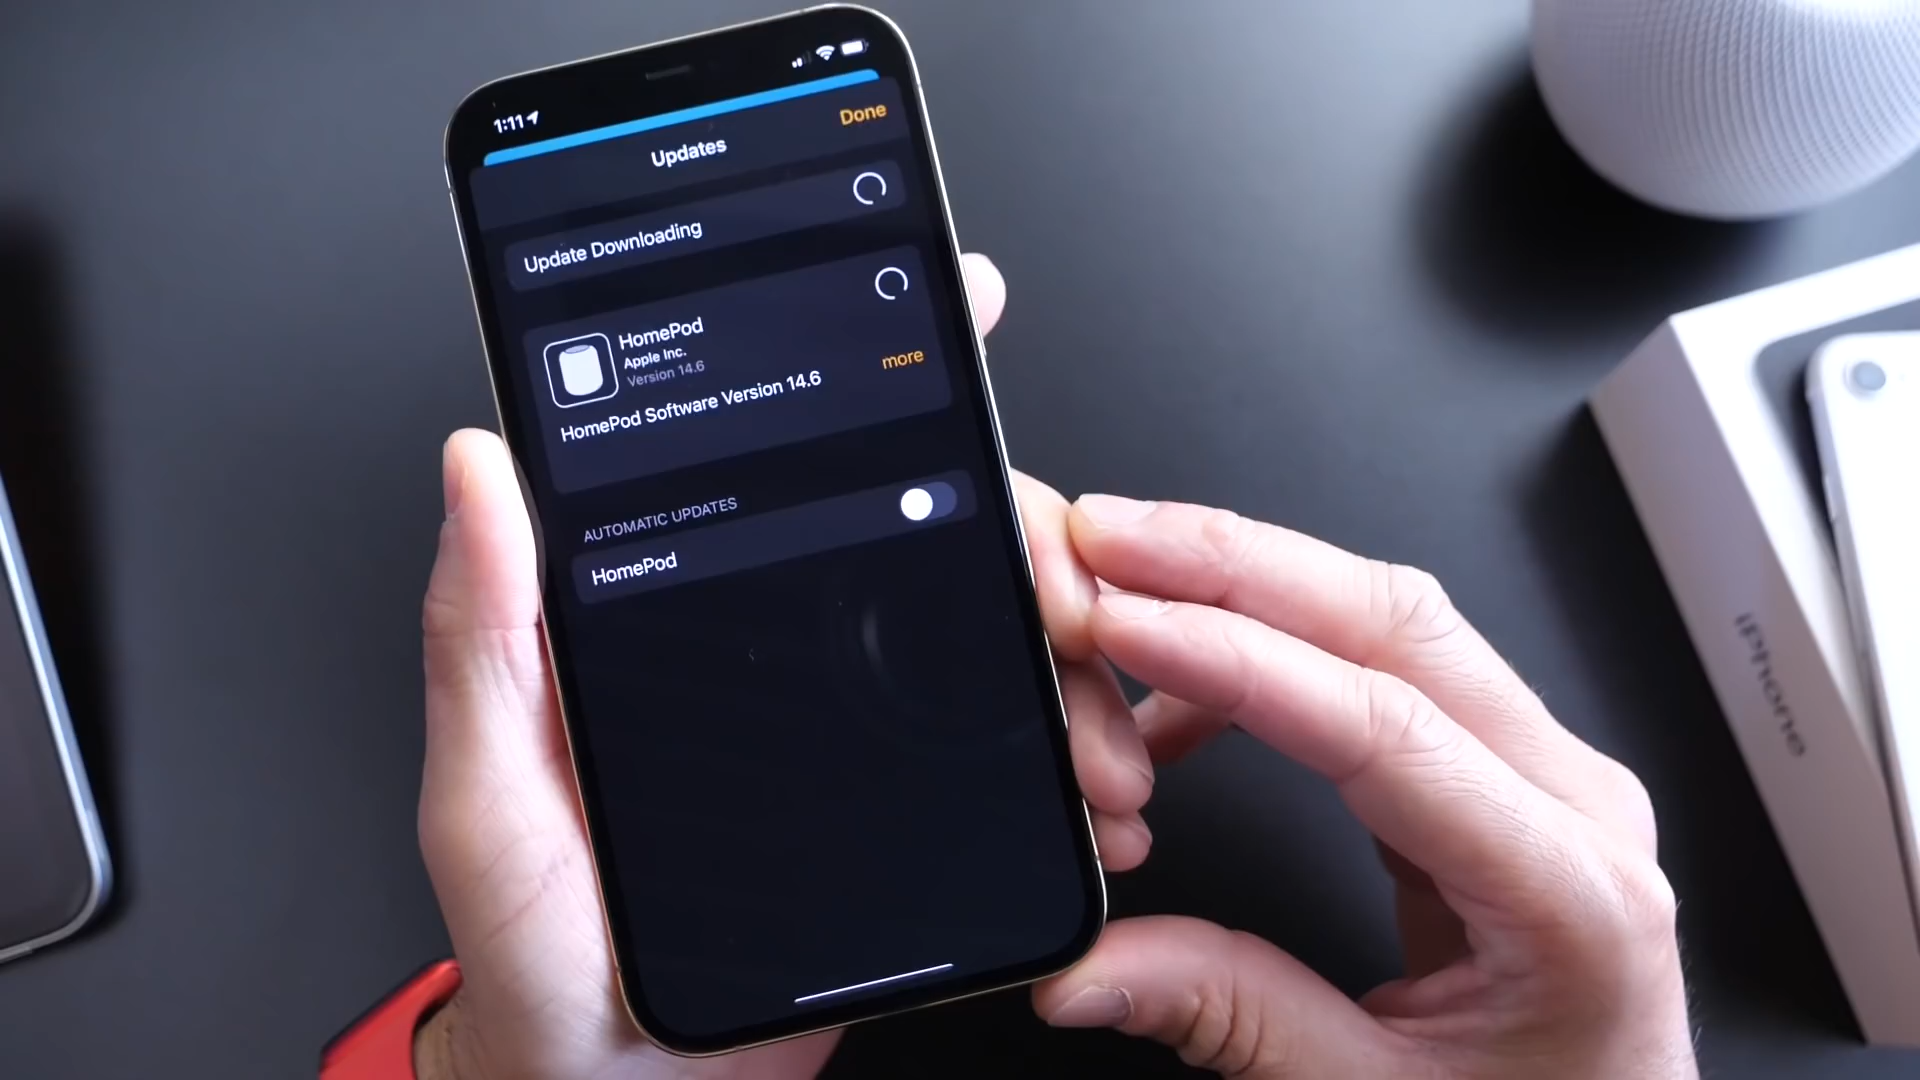 1:11
Done
Updates
Update Downloading
HomePod
Apple Inc.
Version 14.6
HomePod Software Version 14.6
more
AUTOMATIC UPDATES
HomePod
iPhone